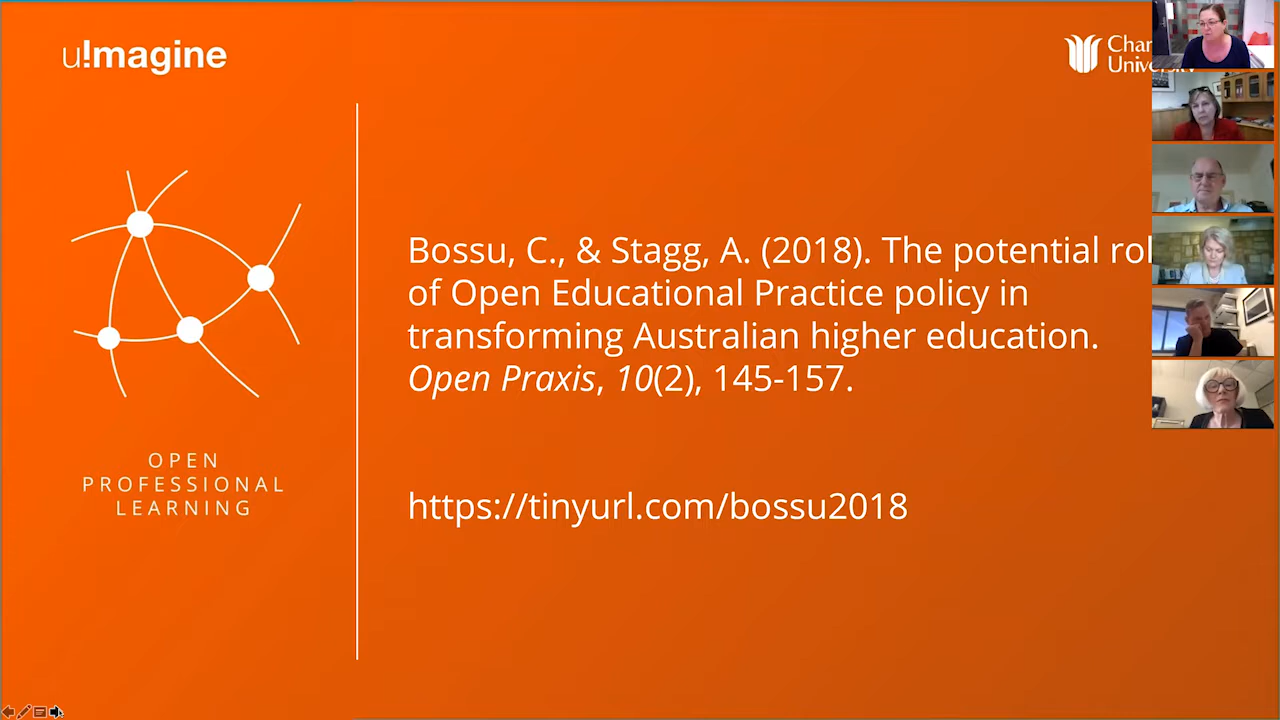 u!magine
Bossu, C., & Stagg, A. (2018). The potential
of Open Educational Practice policy in
transforming Australian higher education.
Open Praxis, 10(2), 145-157.
https://tinyurl.com/bossu2018
OPEN
PROFESSIONAL
LEARNING